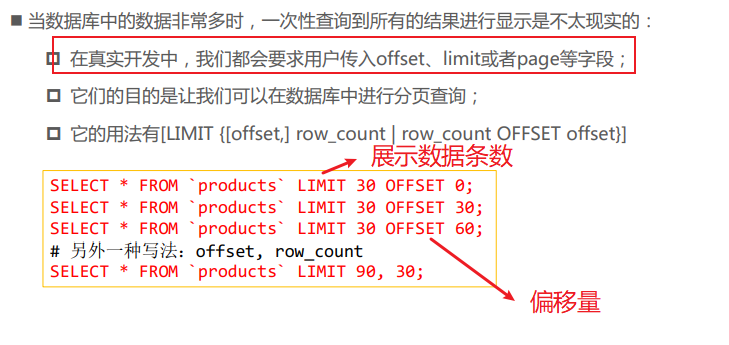 ■ 当数据库中的数据非常多时，一次性查询到所有的结果进行显示是不太现实的：
在真实开发中，我们都会要求用户传入offset、limit或者page等字段；
它们的目的是让我们可以在数据库中进行分页查询；
它的用法有[LIMIT {[offset,] row_count | row_count OFFSET offset}]
展示数据条数
SELECT * FROM `products` LIMIT 30 OFFSET 0;
SELECT * FROM `products` LIMIT 30 OFFSET 30;
SELECT * FROM `products` LIMIT 30 OFFSET 60;
# 另外一种写法：offset, row_count
SELECT * FROM `products` LIMIT 90, 30;
偏移量